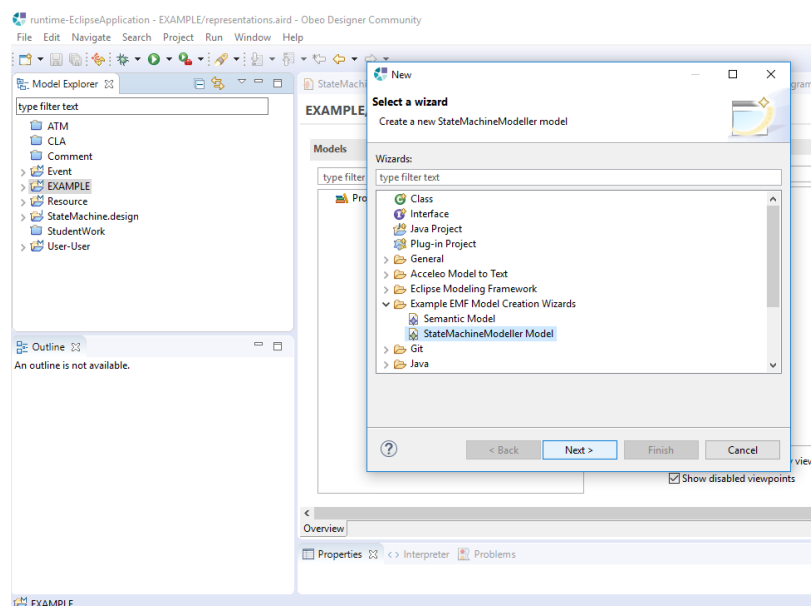 runtime-EclipseApplication - EXAMPLE/representations.aird - Obeo Designer Community
File Edit Navigate Search Project Run Window Help
Model Explorer
type filter text
ATM
CLA
Comment
Event
EXAMPLE
Resource
StateMachine.design
StudentWork
User-User
Outline
An outline is not available.
StateMachi
EXAMPLE
Models
type filter
Pro
New
Select a wizard
Create a new StateMachineModeller model
Wizards:
type filter text
Class
Interface
Java Project
Plug-in Project
General
Acceleo Model to Text
Eclipse Modeling Framework
Example EMF Model Creation Wizards
Semantic Model
StateMachineModeller Model
Git
Java
?
< Back Next > Finish Cancel
gram
y view
Show disabled viewpoints
Overview
Properties Interpreter Problems
EXAMPLE